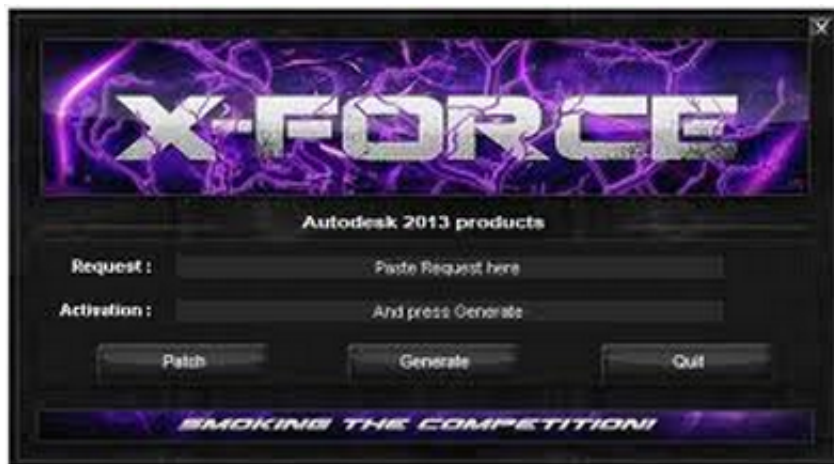 X-FORCE
Autodesk 2013 products
Request : Paste Request here
Activation : And press Generate
Patch Generate Quit
SMOKING THE COMPETITION!